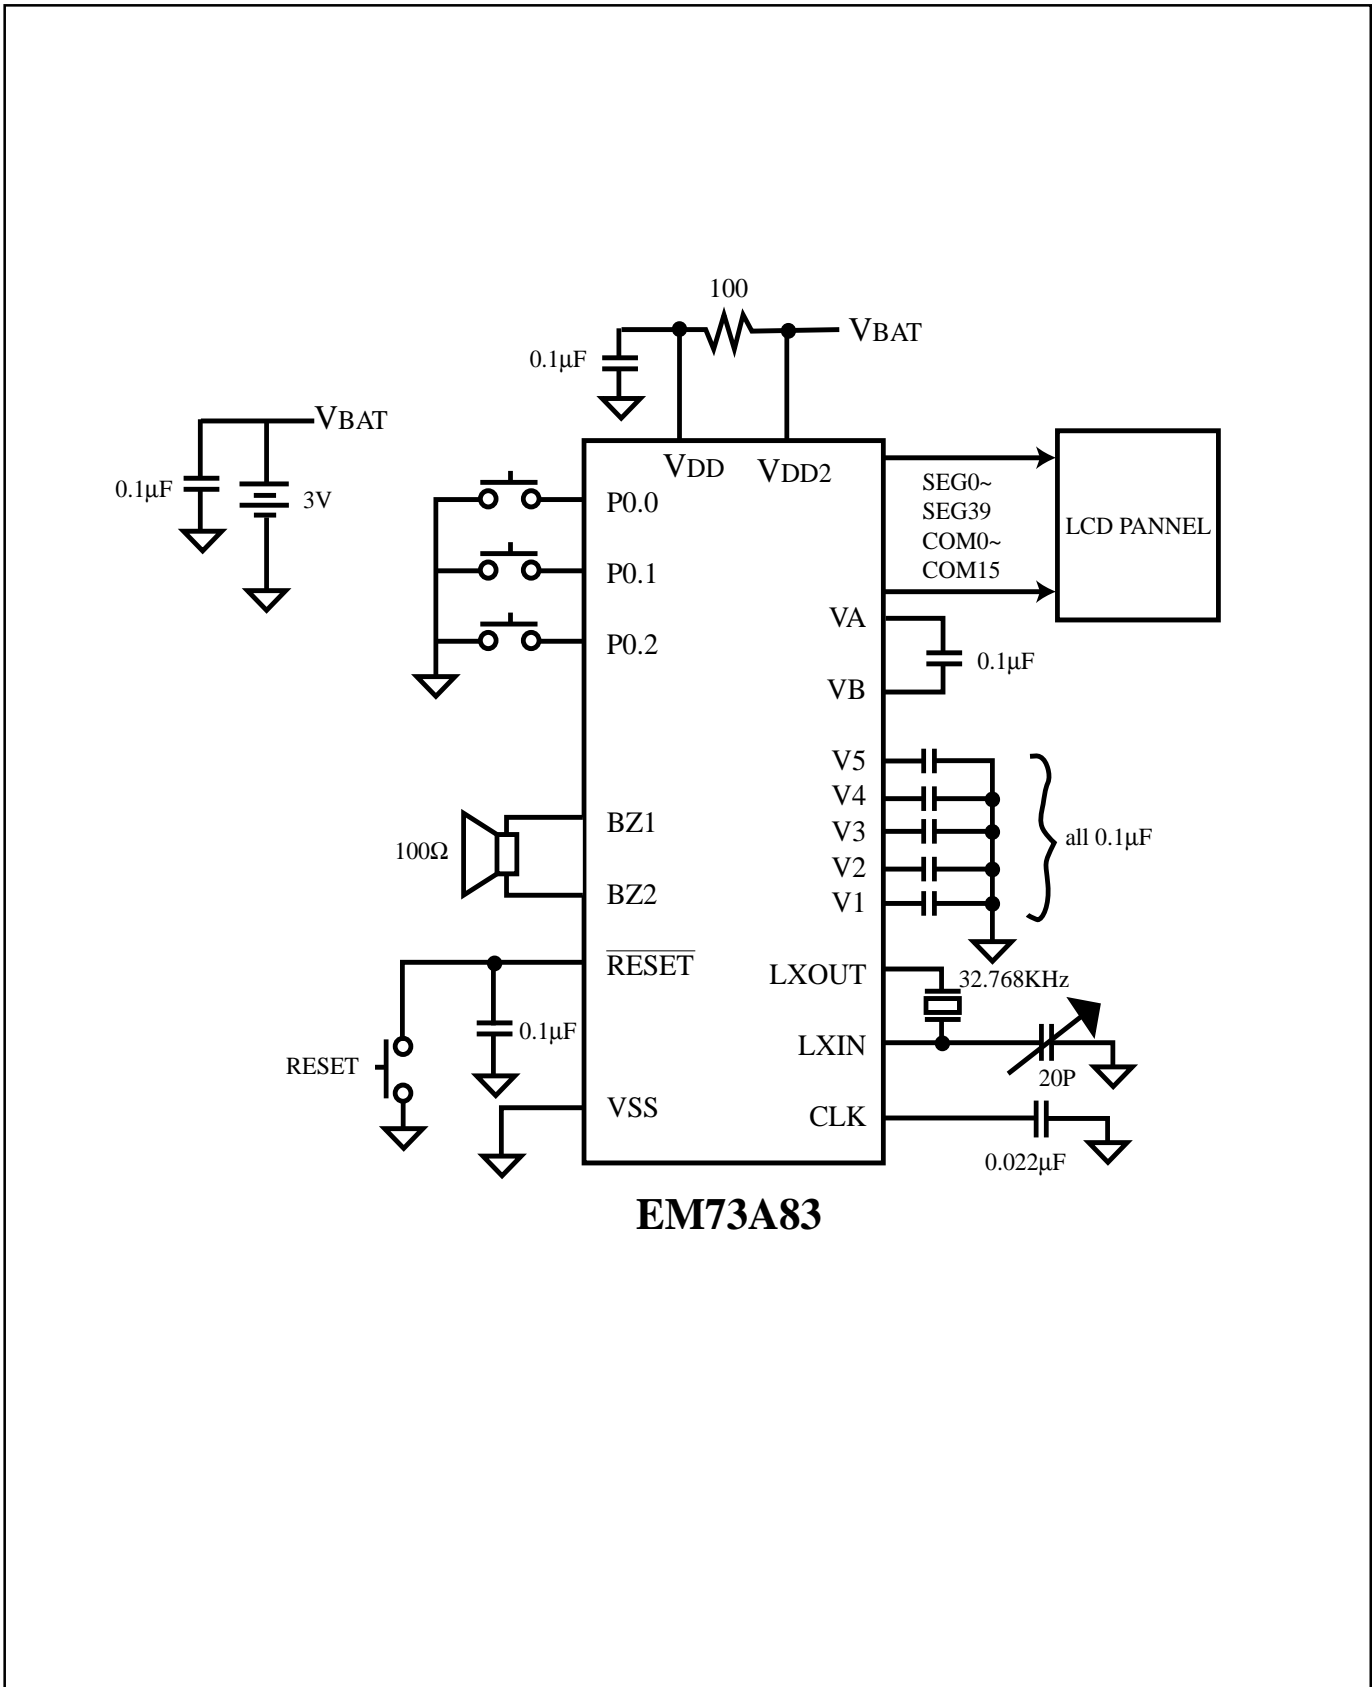 100
VBAT
0.1µF
VBAT
0.1µF
3V
VDD
VDD2
P0.0
P0.1
P0.2
SEG0~
SEG39
COM0~
COM15
LCD PANNEL
VA
0.1µF
VB
V5
V4
V3
V2
V1
all 0.1µF
BZ1
100Ω
BZ2
RESET
LXOUT
32.768KHz
0.1µF
LXIN
RESET
20P
VSS
CLK
0.022µF
EM73A83